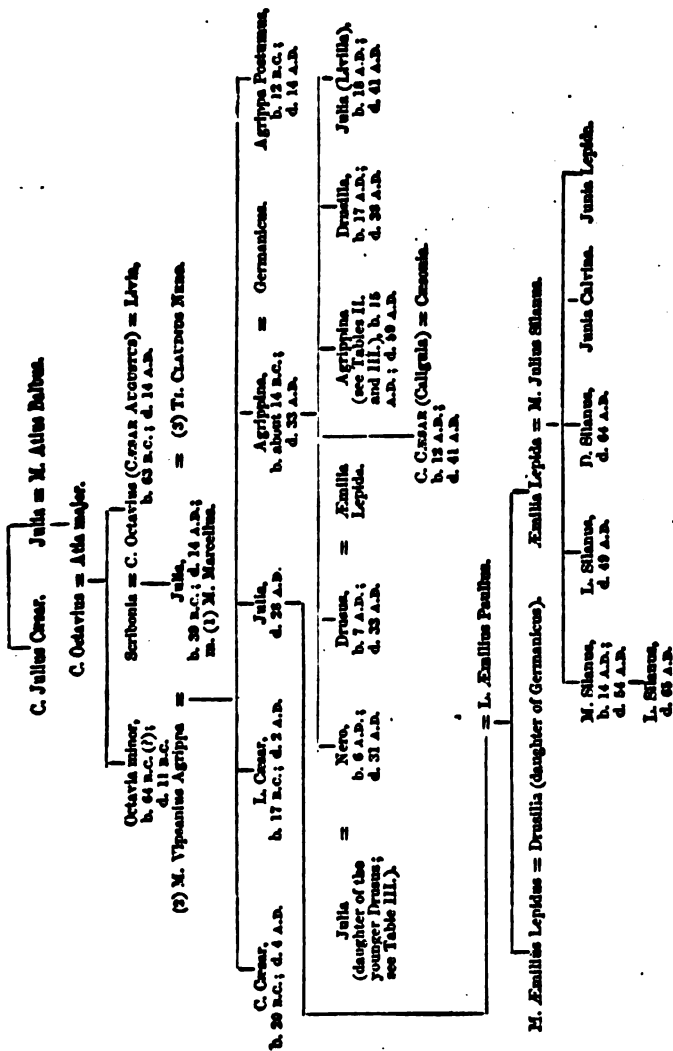 C. Julius Cæsar. Julia = M. Atius Balbus.
C. Octavius = Atia major.
Octavia minor,
b. 64 B.C. (?);
d. 11 B.C.
Scribonia = C. Octavius (CÆSAR AUGUSTUS) = Livia,
b. 63 B.C.; d. 14 A.D.
Julia,
b. 39 B.C.; d. 14 A.D.;
m. (1) M. Marcellus.
(2) M. Vipsanius Agrippa =
= (3) TI. CLAUDIUS NERO.
C. Cæsar,
b. 20 B.C.; d. 4 A.D.
L. Cæsar,
b. 17 B.C.; d. 2 A.D.
Julia,
d. 28 A.D.
Agrippina,
b. about 14 B.C.;
d. 33 A.D.
= Germanicus.
Agrippa Postumus,
b. 12 B.C.;
d. 14 A.D.
Julia
(daughter of the
younger Drusus;
see Table III.).
=
Nero,
b. 6 A.D.;
d. 31 A.D.
Drusus,
b. 7 A.D.;
d. 33 A.D.
=
Æmilia
Lepida.
Agrippina
(see Tables II.
and III.), b. 15
A.D.; d. 59 A.D.
Drusilla,
b. 17 A.D.;
d. 38 A.D.
Julia (Livilla),
b. 18 A.D.;
d. 41 A.D.
C. CÆSAR (Caligula) = Cæsonia.
b. 12 A.D.;
d. 41 A.D.
= L. Æmilius Paullus.
M. Æmilius Lepidus = Drusilla (daughter of Germanicus).
Æmilia Lepida = M. Julius Silanus.
M. Silanus,
b. 14 A.D.;
d. 54 A.D.
L. Silanus,
d. 49 A.D.
D. Silanus,
d. 64 A.D.
Junia Calvina.
Junia Lepida.
L. Silanus,
d. 65 A.D.